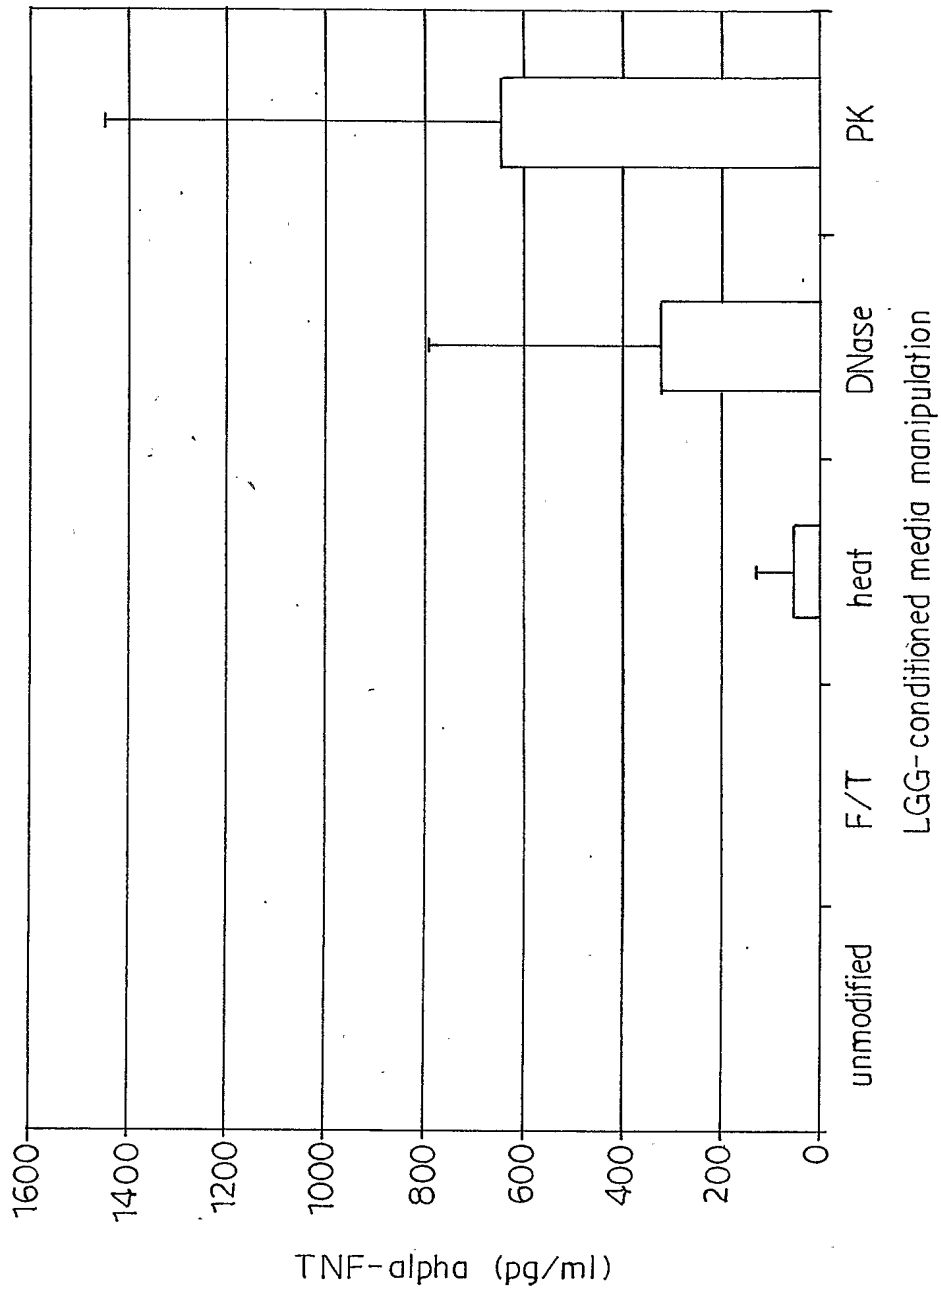 TNF-alpha (pg/ml)
1600
1400
1200
1000
800
600
400
200
0
unmodified
F/T
heat
DNase
PK
LGG-conditioned media manipulation